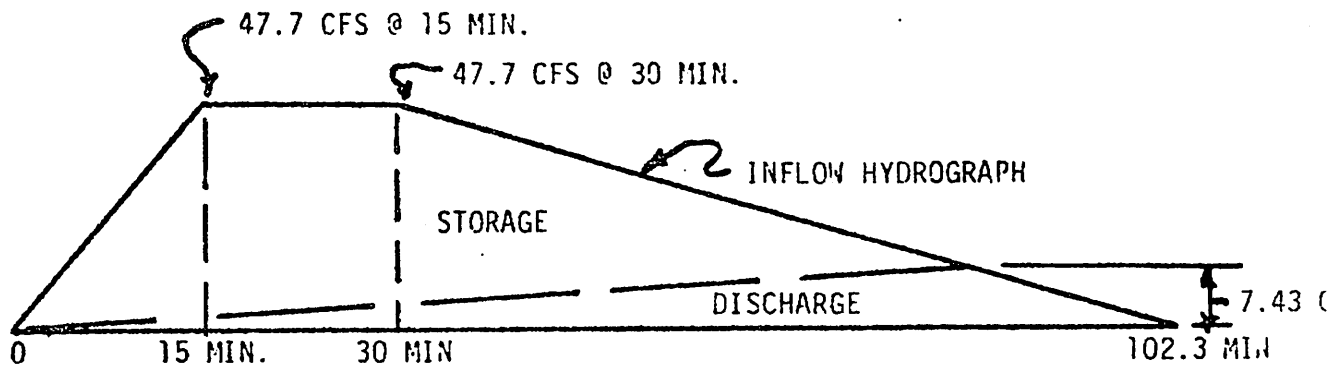 47.7 CFS @ 15 MIN.
47.7 CFS @ 30 MIN.
INFLOW HYDROGRAPH
STORAGE
DISCHARGE
7.43
0
15 MIN.
30 MIN
102.3 MIN